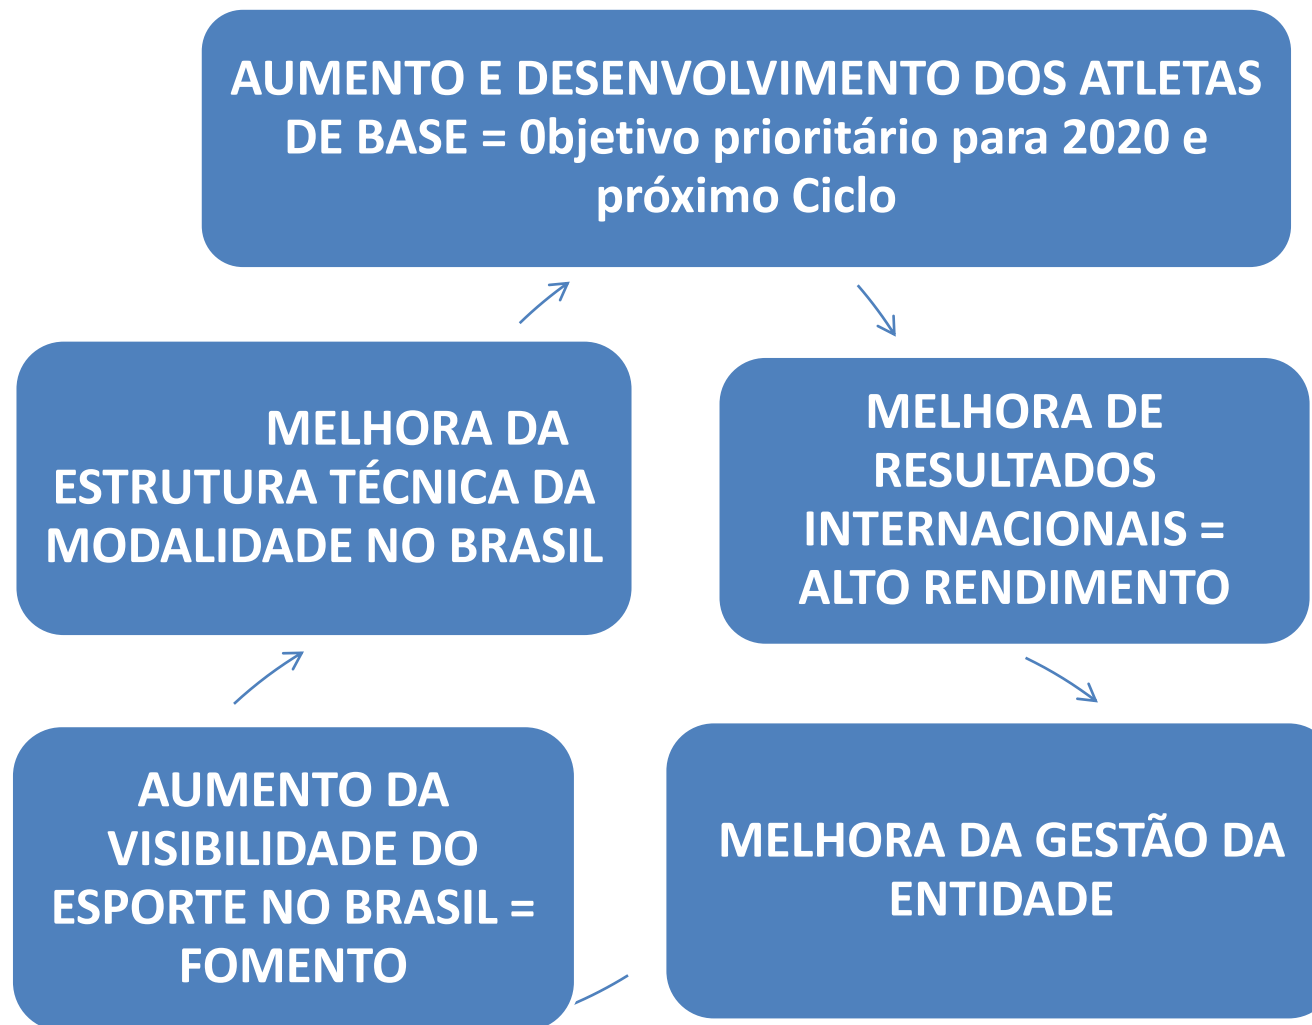 AUMENTO E DESENVOLVIMENTO DOS ATLETAS
DE BASE = 0bjetivo prioritário para 2020 e
próximo Ciclo
MELHORA DA
ESTRUTURA TÉCNICA DA
MODALIDADE NO BRASIL
MELHORA DE
RESULTADOS
INTERNACIONAIS =
ALTO RENDIMENTO
AUMENTO DA
VISIBILIDADE DO
ESPORTE NO BRASIL =
FOMENTO
MELHORA DA GESTÃO DA
ENTIDADE